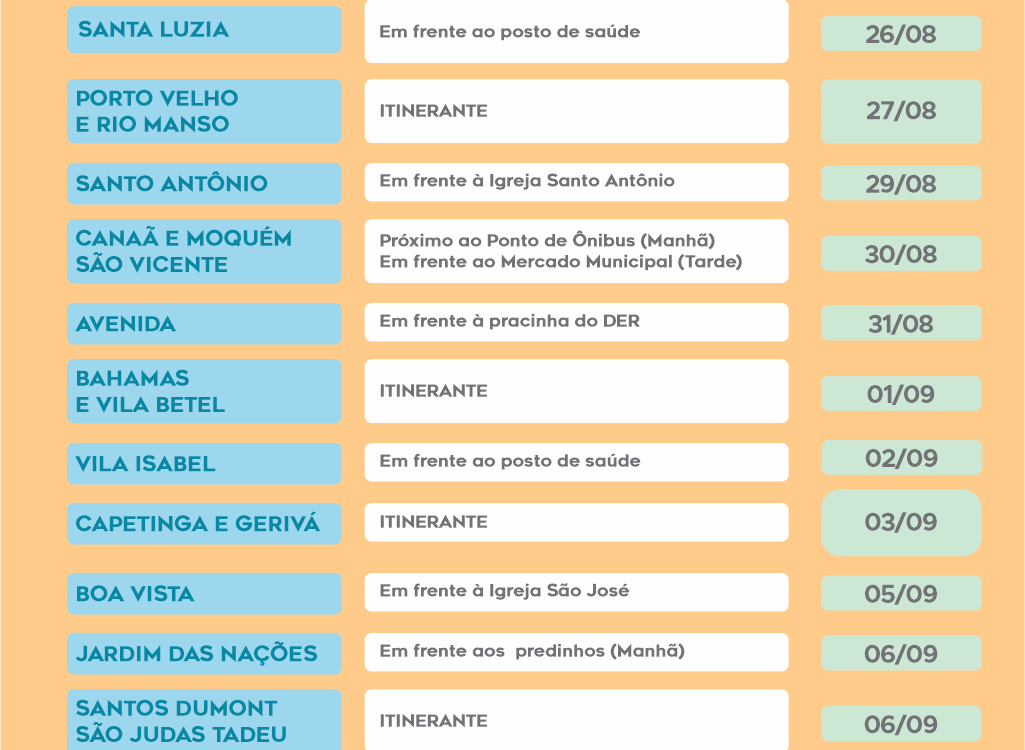 SANTA LUZIA
Em frente ao posto de saúde
26/08
PORTO VELHO
E RIO MANSO
ITINERANTE
27/08
SANTO ANTÔNIO
Em frente à Igreja Santo Antônio
29/08
CANAÃ E MOQUÉM
SÃO VICENTE
Próximo ao Ponto de Ônibus (Manhã)
Em frente ao Mercado Municipal (Tarde)
30/08
AVENIDA
Em frente à pracinha do DER
31/08
BAHAMAS
E VILA BETEL
ITINERANTE
01/09
VILA ISABEL
Em frente ao posto de saúde
02/09
CAPETINGA E GERIVÁ
ITINERANTE
03/09
BOA VISTA
Em frente à Igreja São José
05/09
JARDIM DAS NAÇÕES
Em frente aos  predinhos (Manhã)
06/09
SANTOS DUMONT
SÃO JUDAS TADEU
ITINERANTE
06/09